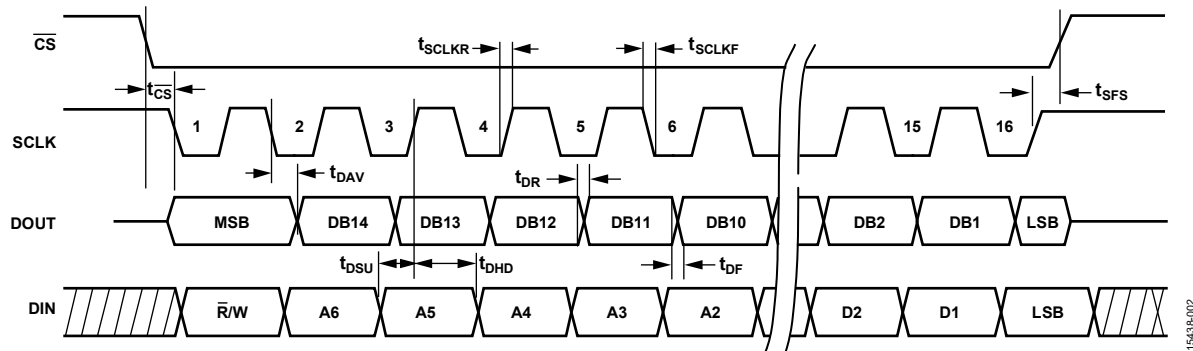 CS
tSCLKR
tSCLKF
tCS
tSFS
SCLK
1
2
3
4
5
6
15
16
tDAV
tDR
DOUT
MSB
DB14
DB13
DB12
DB11
DB10
DB2
DB1
LSB
tDSU
tDHD
tDF
DIN
R̅/W
A6
A5
A4
A3
A2
D2
D1
LSB
15438-002